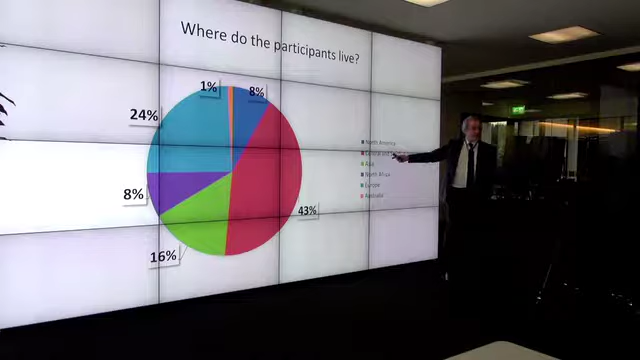 Where do the participants live?
1%
8%
24%
8%
43%
16%
North America
Asia
North Africa
Europe
Australia